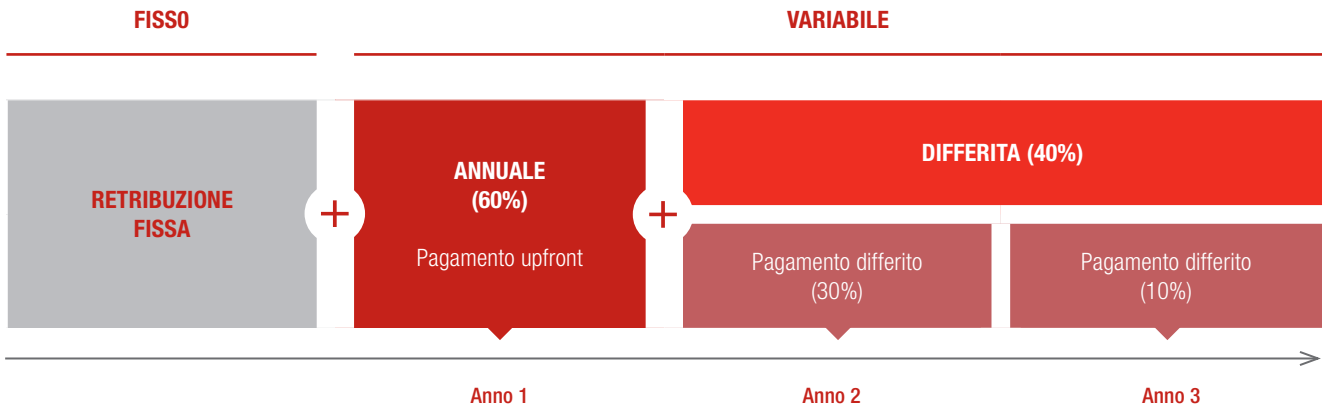 FISSO
VARIABILE
RETRIBUZIONE
FISSA
+
ANNUALE
(60%)
Pagamento upfront
+
DIFFERITA (40%)
Pagamento differito
(30%)
Pagamento differito
(10%)
Anno 1
Anno 2
Anno 3